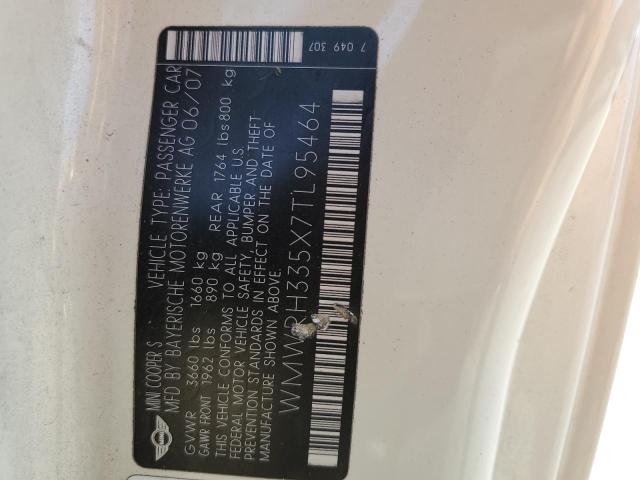 MINI COOPER S VEHICLE TYPE: PASSENGER CAR
MFD BY BAYERISCHE MOTORENWERKE AG 06/07
GVWR 3660 lbs 1660 kg
GAWR FRONT 1962 lbs 890 kg REAR 1764 lbs 800 kg
THIS VEHICLE CONFORMS TO ALL APPLICABLE U.S.
FEDERAL MOTOR VEHICLE SAFETY, BUMPER AND THEFT
PREVENTION STANDARDS IN EFFECT ON THE DATE OF
MANUFACTURE SHOWN ABOVE.
WMWRH335X7TL95464
7 049 307